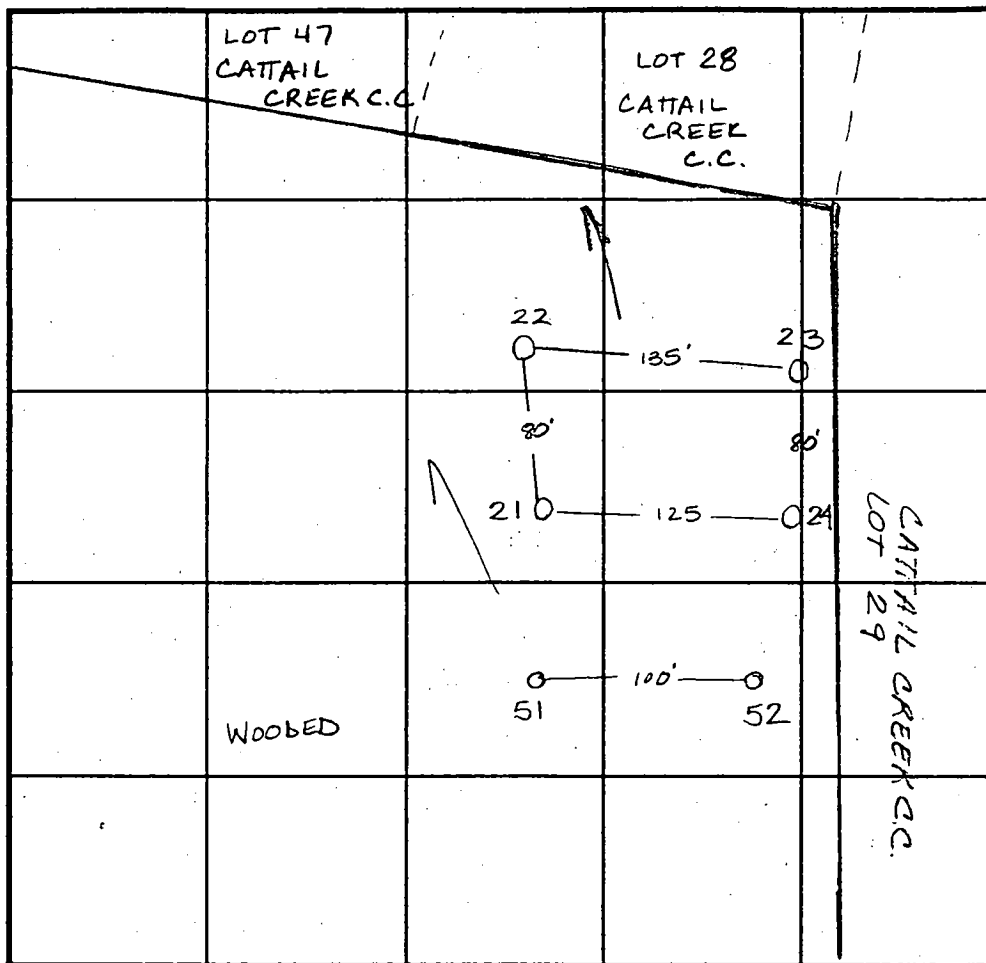 LOT 47
CATTAIL
CREEK C.C.
LOT 28
CATTAIL
CREEK
C.C.
22
135'
23
80'
80'
21
125
24
CATTAIL CREEK C.C.
LOT 29
100'
51
52
WOODED